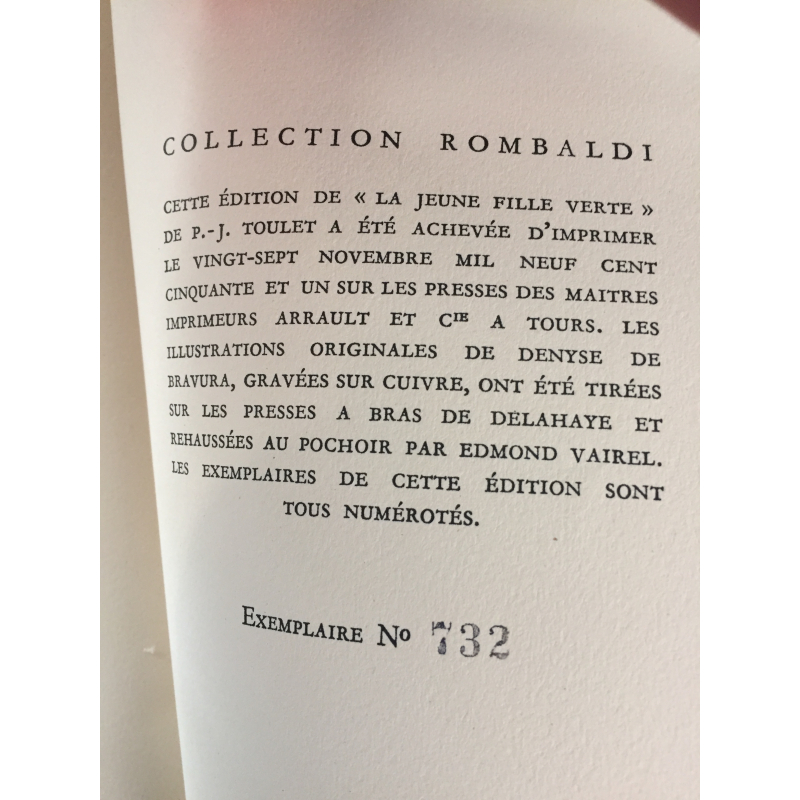 COLLECTION ROMBALDI
CETTE ÉDITION DE « LA JEUNE FILLE VERTE »
DE P.-J. TOULET A ÉTÉ ACHEVÉE D'IMPRIMER
LE VINGT-SEPT NOVEMBRE MIL NEUF CENT
CINQUANTE ET UN SUR LES PRESSES DES MAITRES
IMPRIMEURS ARRAULT ET CIE A TOURS. LES
ILLUSTRATIONS ORIGINALES DE DENYSE DE
BRAVURA, GRAVÉES SUR CUIVRE, ONT ÉTÉ TIRÉES
SUR LES PRESSES A BRAS DE DELAHAYE ET
REHAUSSÉES AU POCHOIR PAR EDMOND VAIREL.
LES EXEMPLAIRES DE CETTE ÉDITION SONT
TOUS NUMÉROTÉS.
EXEMPLAIRE No 732